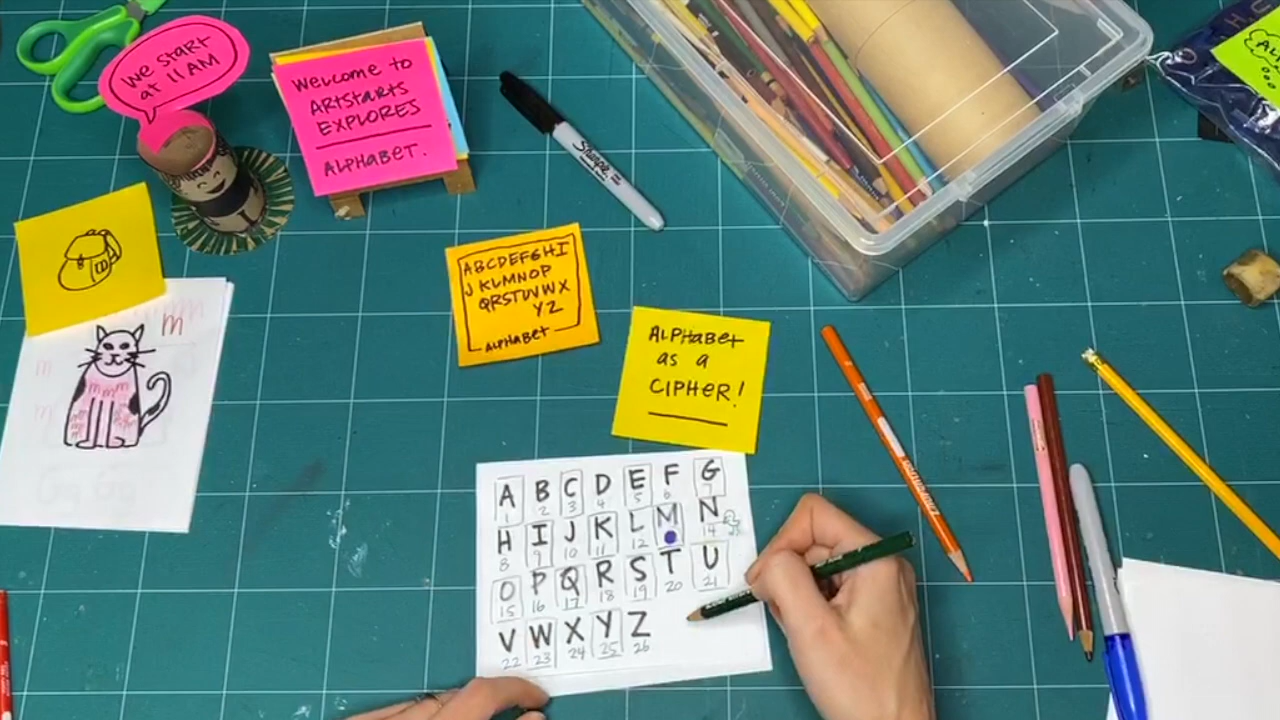 We START
at 11 AM
Welcome to
ARtstarts
EXPLORES
ALPHABET.
Sharpie
ABCDEFGHI
JKLMNOP
QRSTUVWX
YZ
ALPHABET
ALPHABET
as a
CIPHER!
m
m
m
mmm
A B C D E F G
1 2 3 4 5 6 7
H I J K L M N
8 9 10 11 12 14
O P Q R S T U
15 16 17 18 19 20 21
V W X Y Z
22 23 24 25 26